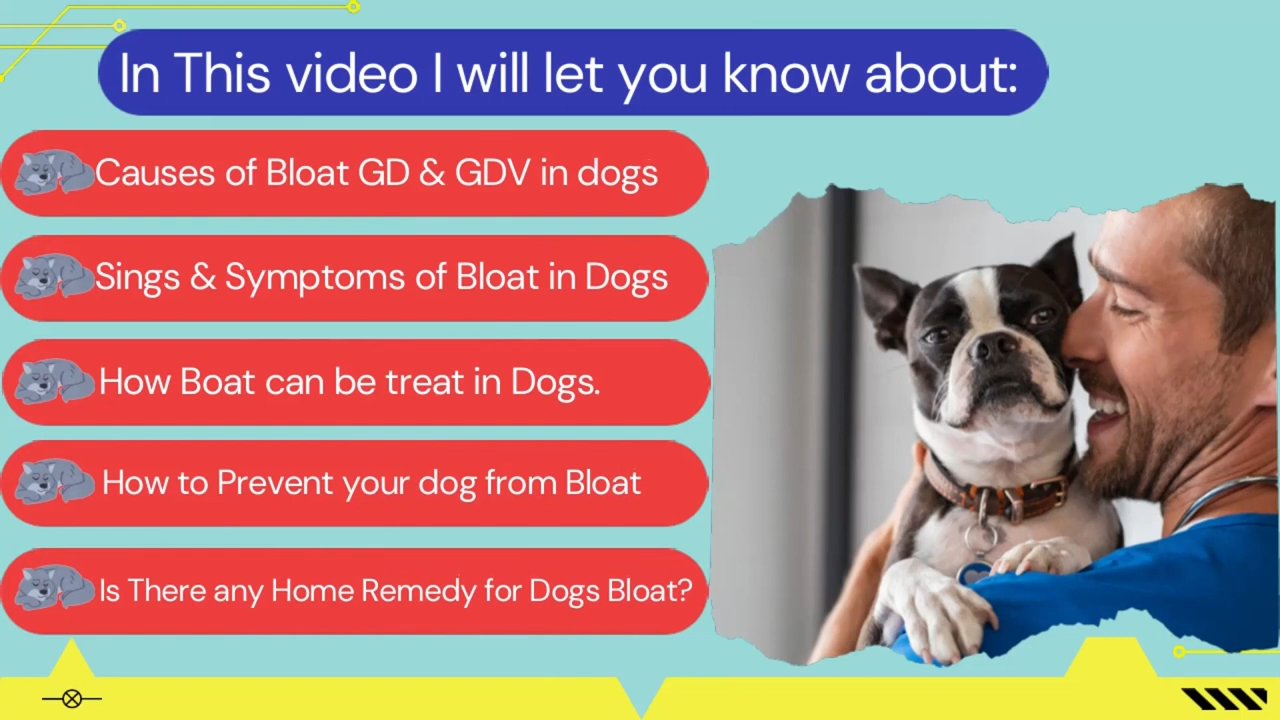 In This video I will let you know about:
Causes of Bloat GD & GDV in dogs
Sings & Symptoms of Bloat in Dogs
How Boat can be treat in Dogs.
How to Prevent your dog from Bloat
Is There any Home Remedy for Dogs Bloat?